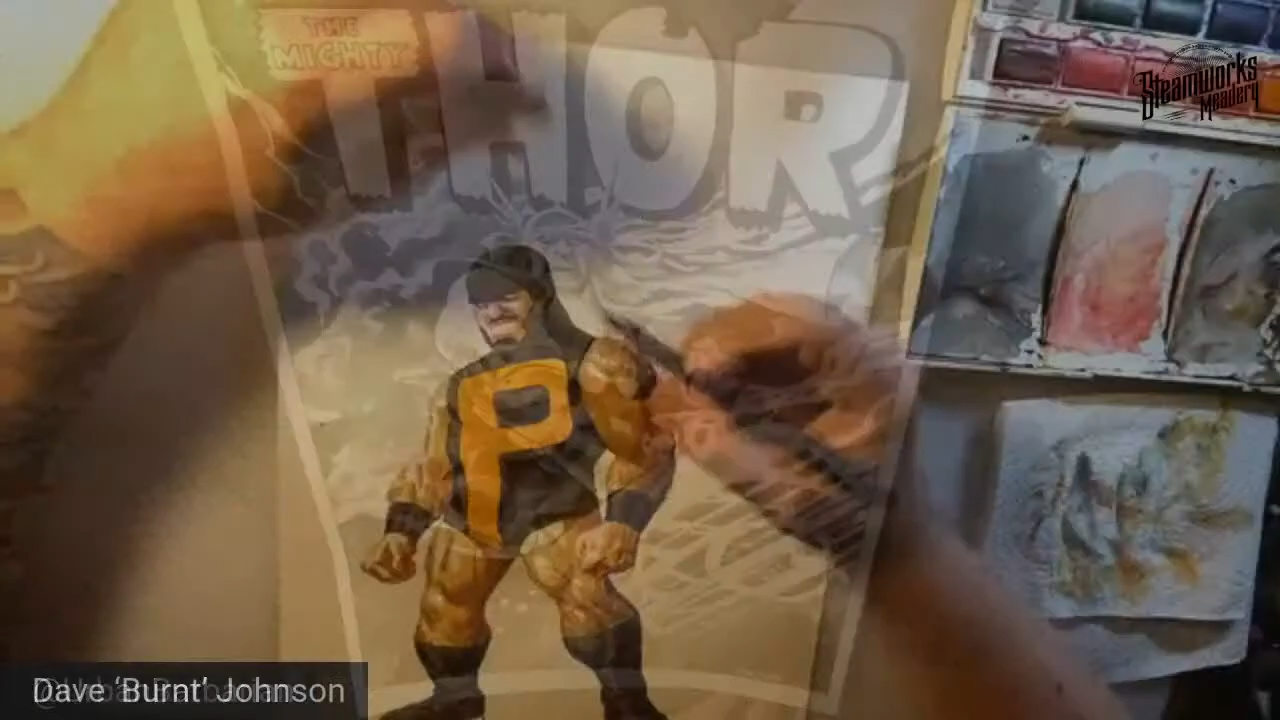 THE
MIGHTY
THOR
Steamworks
Meadery
P
Dave ‘Burnt’ Johnson